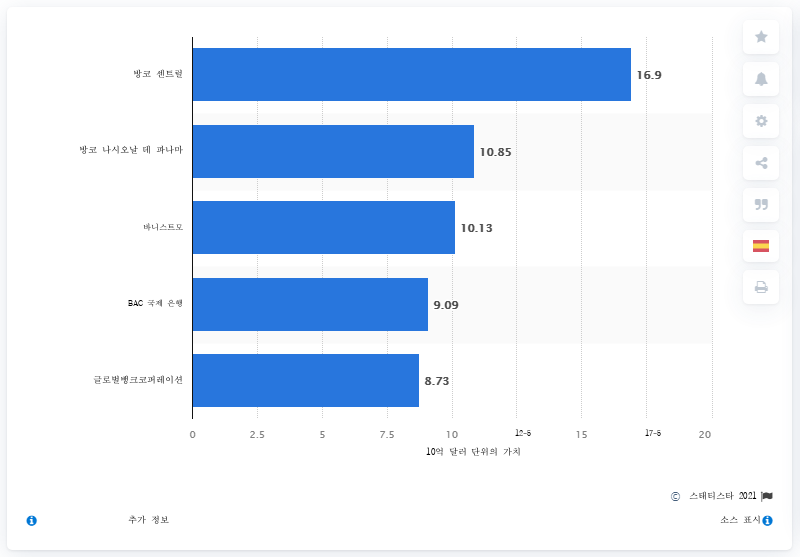 방코 센트럴
16.9
방코 나시오날 데 파나마
10.85
바니스트모
10.13
BAC 국제 은행
9.09
글로벌뱅크코퍼레이션
8.73
0 2.5 5 7.5 10 12-5 15 17-5 20
10억 달러 단위의 가치
© 스태티스타 2021
추가 정보
소스 표시